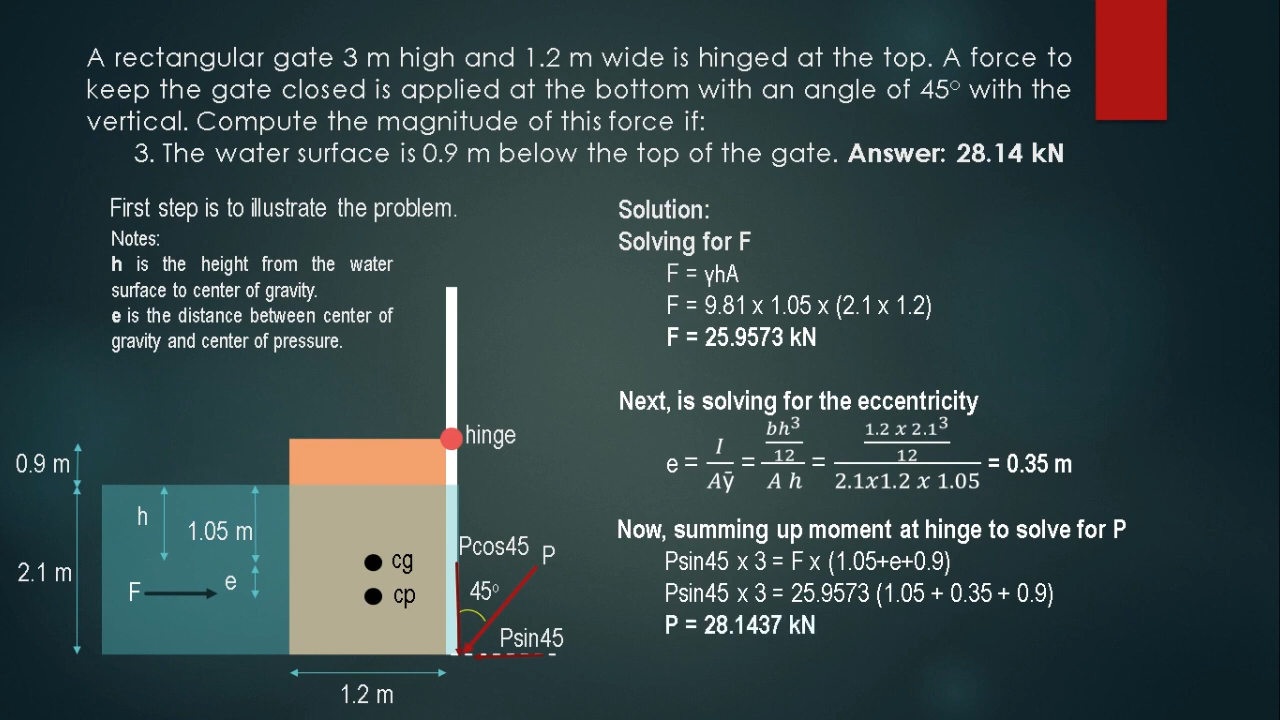 A rectangular gate 3 m high and 1.2 m wide is hinged at the top. A force to
keep the gate closed is applied at the bottom with an angle of 45° with the
vertical. Compute the magnitude of this force if:
3. The water surface is 0.9 m below the top of the gate. Answer: 28.14 kN
First step is to illustrate the problem.
Notes:
h is the height from the water
surface to center of gravity.
e is the distance between center of
gravity and center of pressure.
hinge
0.9 m
h
1.05 m
2.1 m
F
e
cg
cp
Pcos45
P
45°
Psin45
1.2 m
Solution:
Solving for F
F = γhA
F = 9.81 x 1.05 x (2.1 x 1.2)
F = 25.9573 kN
Next, is solving for the eccentricity
e = I / Aȳ = (bh³ / 12) / (A h) = (1.2 x 2.1³ / 12) / (2.1x1.2 x 1.05) = 0.35 m
Now, summing up moment at hinge to solve for P
Psin45 x 3 = F x (1.05+e+0.9)
Psin45 x 3 = 25.9573 (1.05 + 0.35 + 0.9)
P = 28.1437 kN